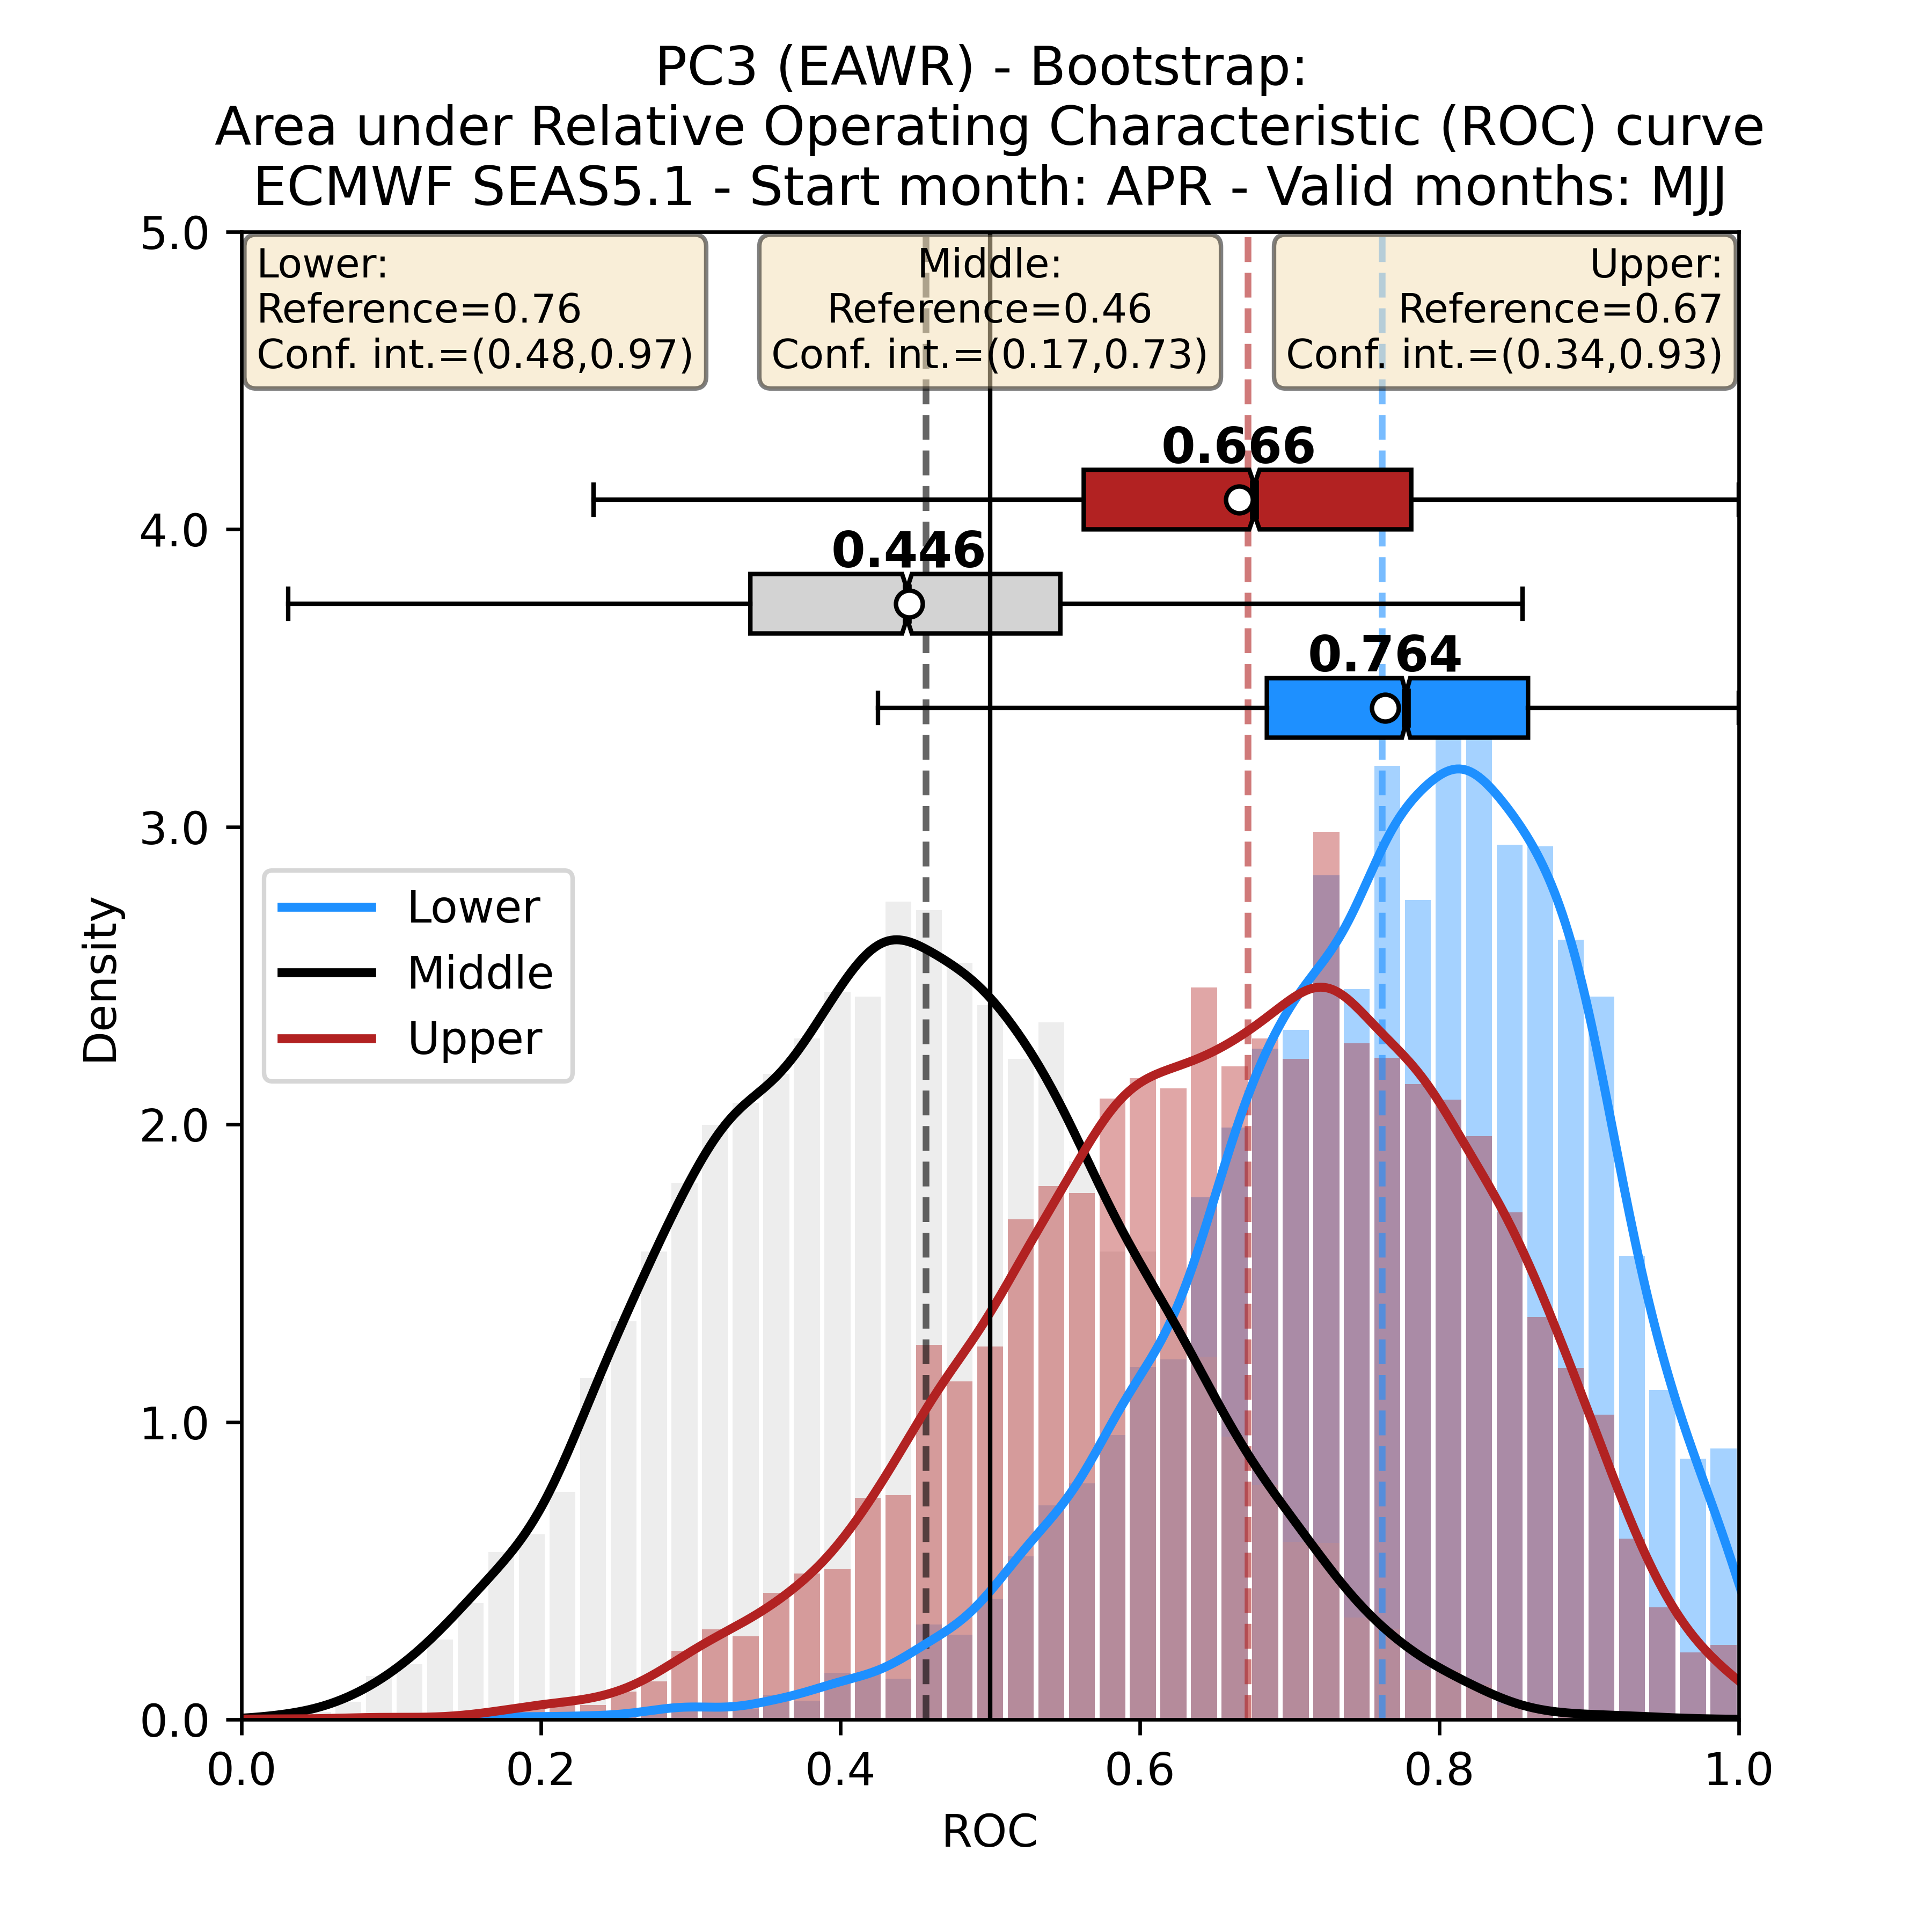 PC3 (EAWR) - Bootstrap:
Area under Relative Operating Characteristic (ROC) curve
ECMWF SEAS5.1 - Start month: APR - Valid months: MJJ
5.0
Lower:
Reference=0.76
Conf. int.=(0.48,0.97)
Middle:
Reference=0.46
Conf. int.=(0.17,0.73)
Upper:
Reference=0.67
Conf. int.=(0.34,0.93)
0.666
4.0
0.446
0.764
3.0
Lower
Middle
Upper
Density
2.0
1.0
0.0
0.0
0.2
0.4
0.6
0.8
1.0
ROC